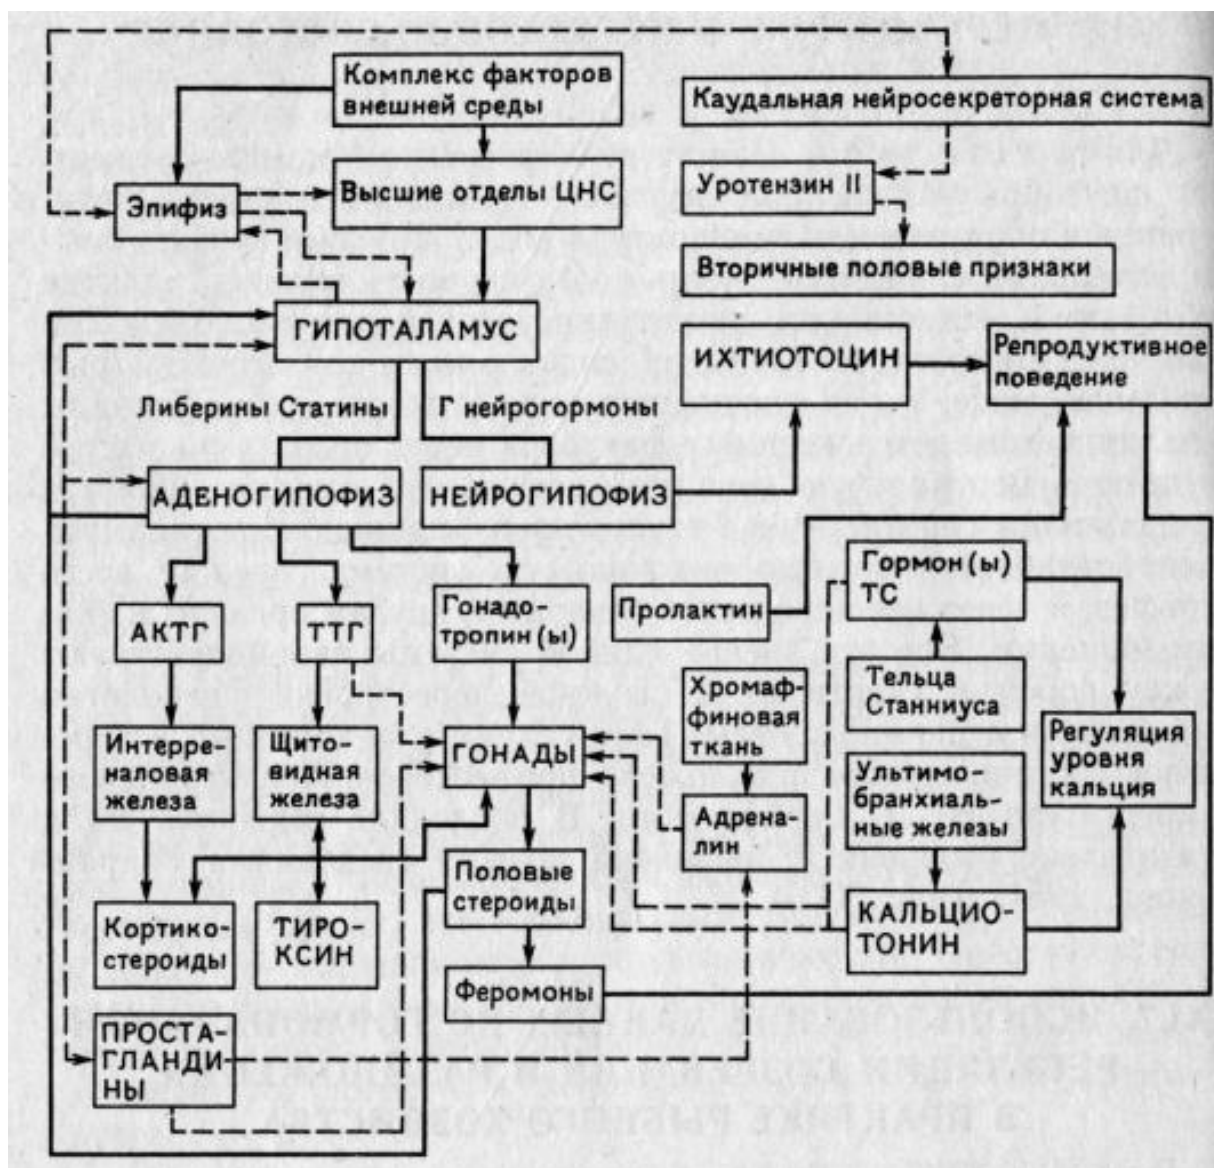 Комплекс факторов
внешней среды
Каудальная нейросекреторная система
Эпифиз
Высшие отделы ЦНС
Уротензин II
Вторичные половые признаки
ГИПОТАЛАМУС
ИХТИОТОЦИН
Репродуктивное
поведение
Либерины Статины
Г нейрогормоны
АДЕНОГИПОФИЗ
НЕЙРОГИПОФИЗ
АКТГ
ТТГ
Гонадо-
тропин(ы)
Пролактин
Гормон(ы)
ТС
Хромаф-
финовая
ткань
Тельца
Станниуса
Интерре-
наловая
железа
Щито-
видная
железа
ГОНАДЫ
Адрена-
лин
Ультимо-
бранхиаль-
ные железы
Регуляция
уровня
кальция
Кортико-
стероиды
ТИРО-
КСИН
Половые
стероиды
КАЛЬЦИО-
ТОНИН
Феромоны
ПРОСТА-
ГЛАНДИ
НЫ